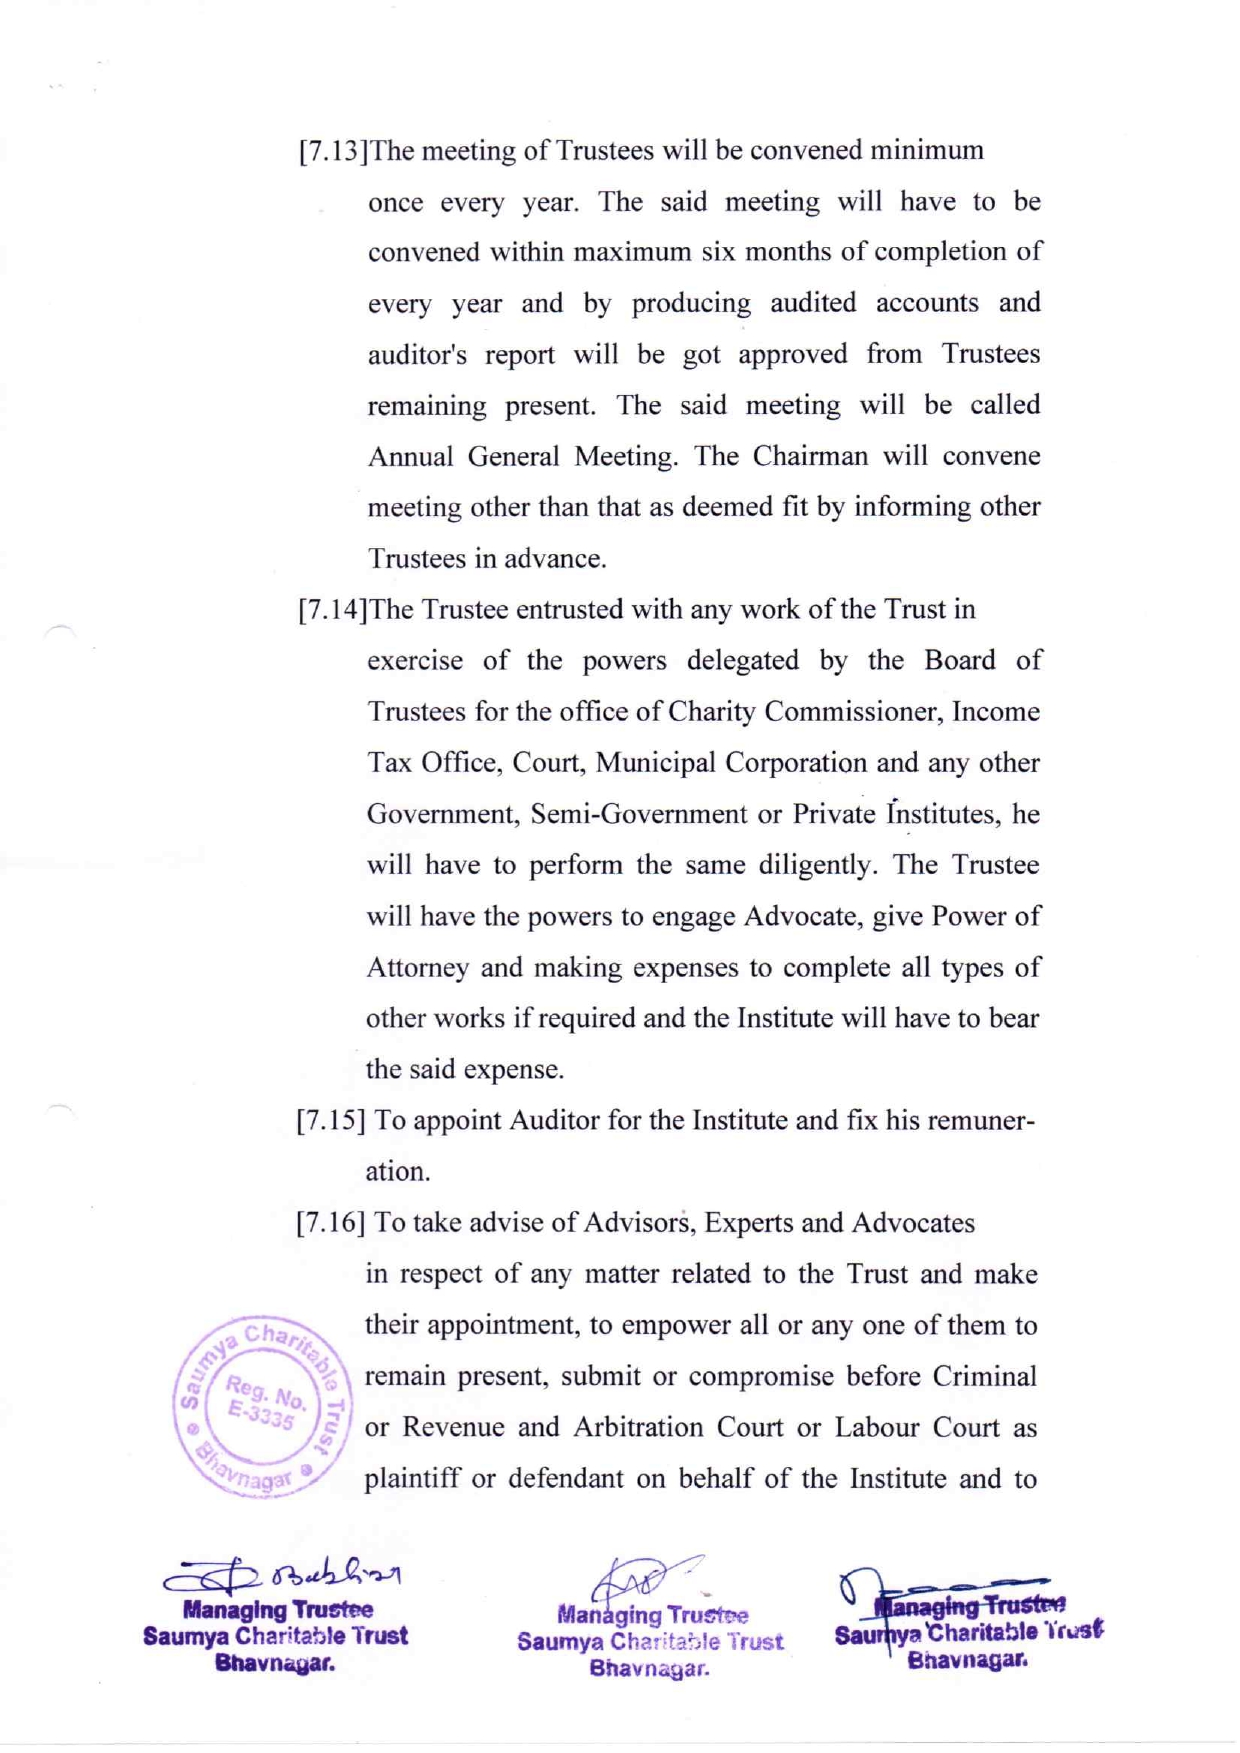 [7.13]The meeting of Trustees will be convened minimum
once every year. The said meeting will have to be
convened within maximum six months of completion of
every year and by producing audited accounts and
auditor's report will be got approved from Trustees
remaining present. The said meeting will be called
Annual General Meeting. The Chairman will convene
meeting other than that as deemed fit by informing other
Trustees in advance.
[7.14]The Trustee entrusted with any work of the Trust in
exercise of the powers delegated by the Board of
Trustees for the office of Charity Commissioner, Income
Tax Office, Court, Municipal Corporation and any other
Government, Semi-Government or Private Institutes, he
will have to perform the same diligently. The Trustee
will have the powers to engage Advocate, give Power of
Attorney and making expenses to complete all types of
other works if required and the Institute will have to bear
the said expense.
[7.15] To appoint Auditor for the Institute and fix his remuner-
ation.
[7.16] To take advise of Advisors, Experts and Advocates
in respect of any matter related to the Trust and make
their appointment, to empower all or any one of them to
remain present, submit or compromise before Criminal
or Revenue and Arbitration Court or Labour Court as
plaintiff or defendant on behalf of the Institute and to
Saumya Charitable Trust
Bhavnagar
Reg. No.
E-3335
Managing Trustee
Saumya Charitable Trust
Bhavnagar.
Managing Trustee
Saumya Charitable Trust
Bhavnagar.
Managing Trustee
Saumya Charitable Trust
Bhavnagar.